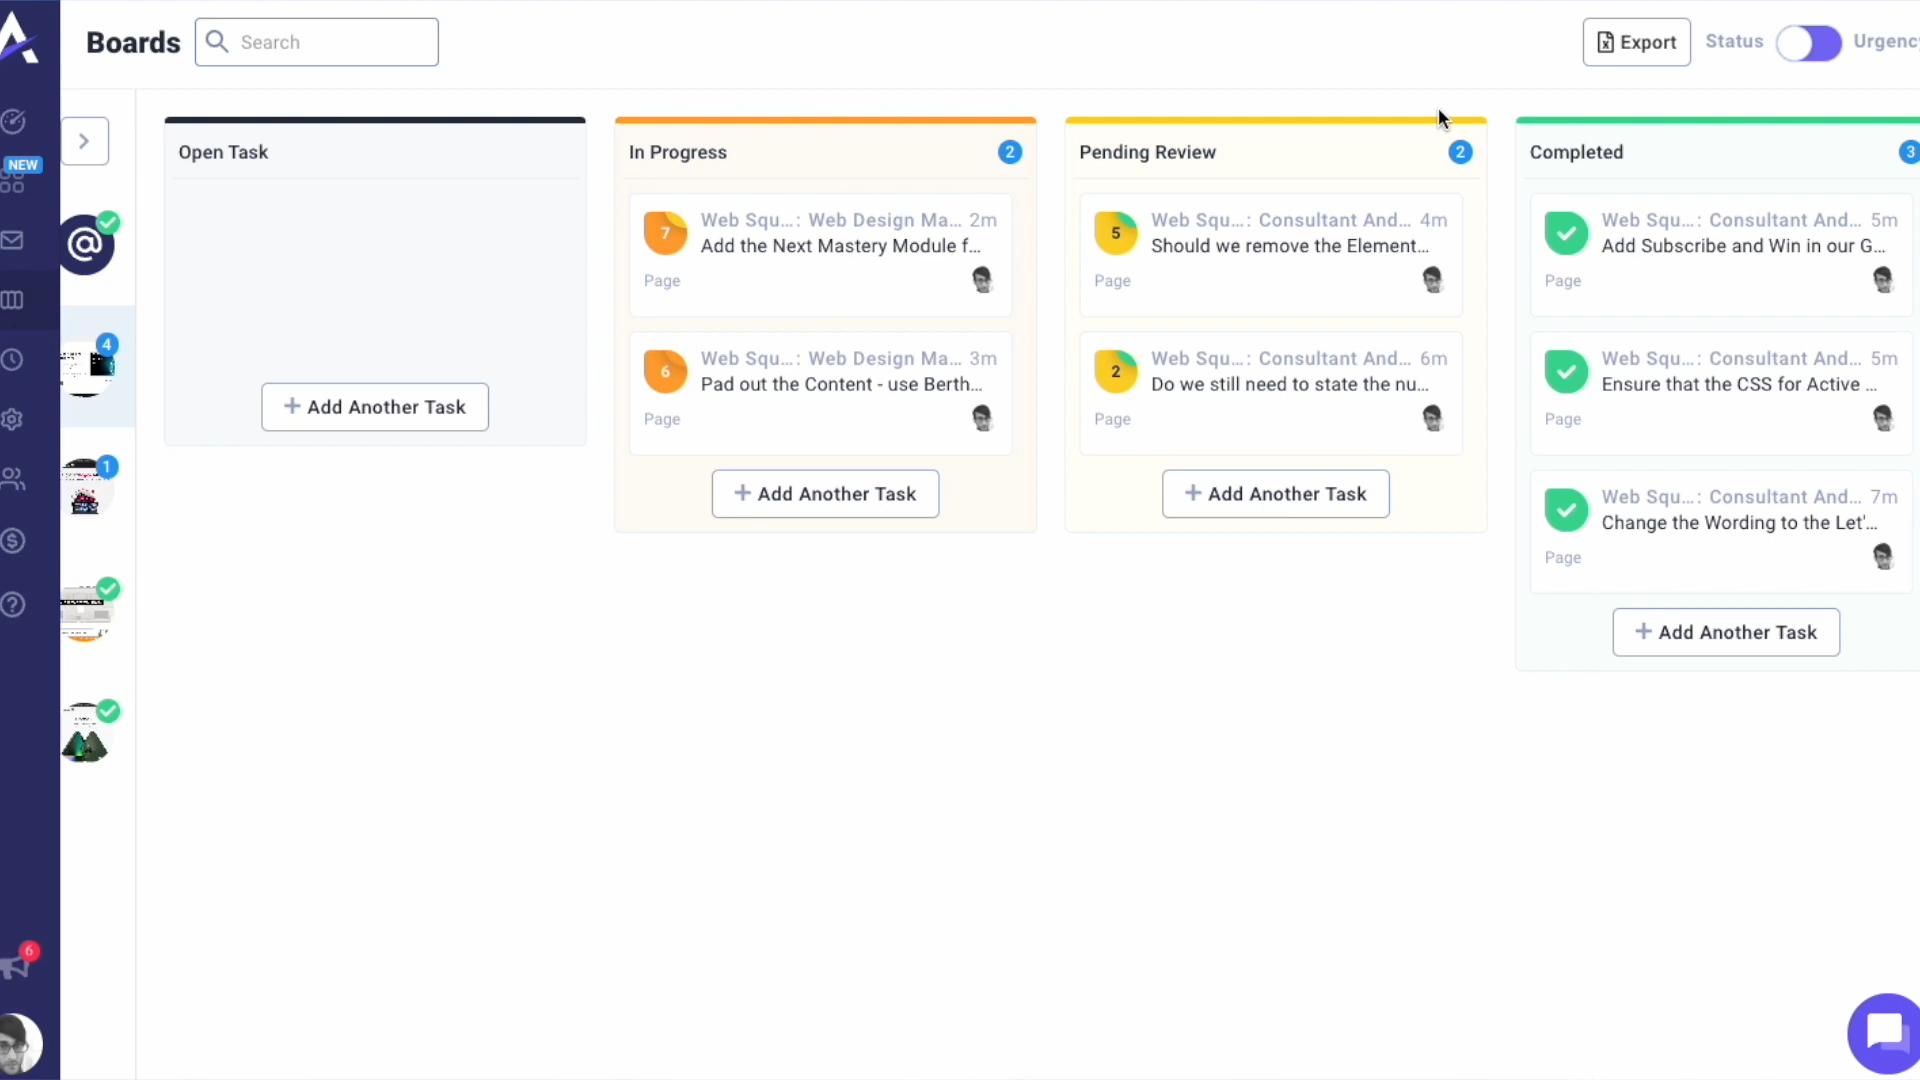 Boards
Search
Export
Status
Urgency
NEW
4
1
6
Open Task
+ Add Another Task
In Progress
2
7
Web Squ...: Web Design Ma... 2m
Add the Next Mastery Module f...
Page
6
Web Squ...: Web Design Ma... 3m
Pad out the Content - use Berth...
Page
+ Add Another Task
Pending Review
2
5
Web Squ...: Consultant And... 4m
Should we remove the Element...
Page
2
Web Squ...: Consultant And... 6m
Do we still need to state the nu...
Page
+ Add Another Task
Completed
3
Web Squ...: Consultant And... 5m
Add Subscribe and Win in our G...
Page
Web Squ...: Consultant And... 5m
Ensure that the CSS for Active ...
Page
Web Squ...: Consultant And... 7m
Change the Wording to the Let'...
Page
+ Add Another Task